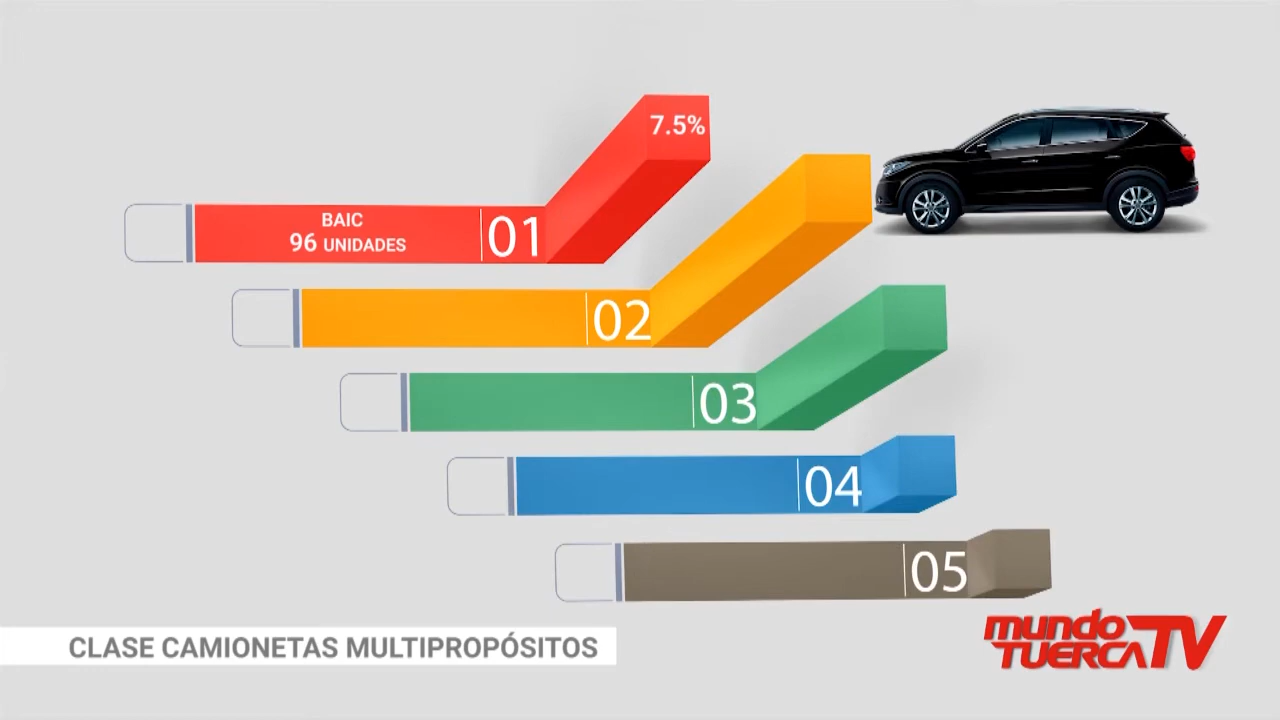 7.5%
BAIC
96 UNIDADES
01
02
03
04
05
CLASE CAMIONETAS MULTIPROPÓSITOS
mundo
TUERCA TV